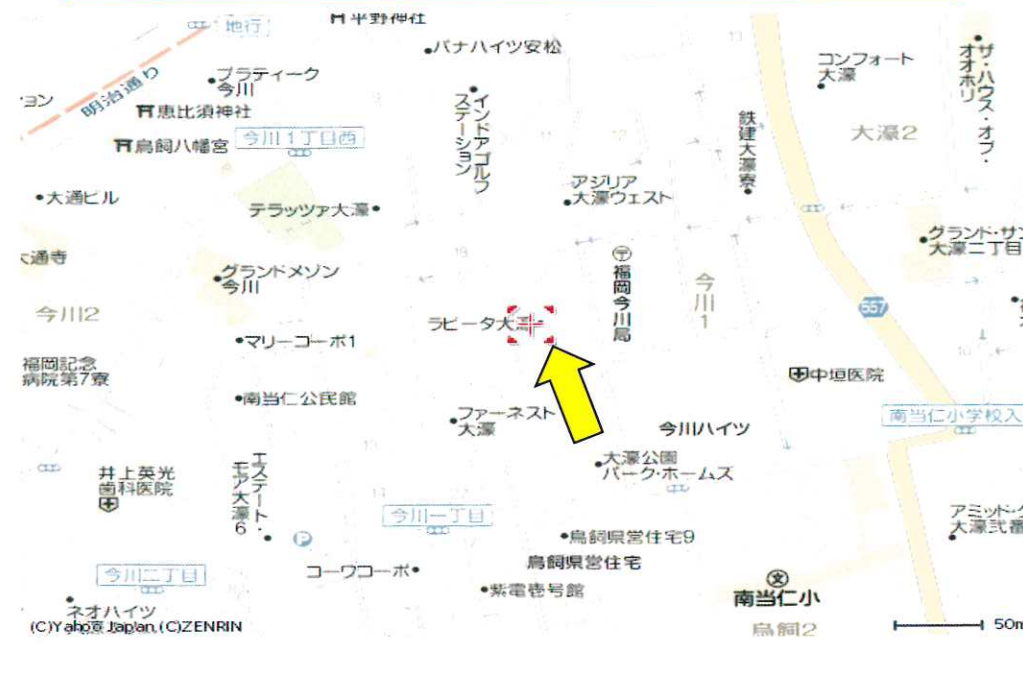 地行
平野神社
バナハイツ安松
プラティーク
今川
明治通り
ョン
恵比須神社
鳥飼八幡宮
今川1丁目西
インドアゴルフ
ステーション
鉄建大濠寮
コンフォート
大濠
大濠2
ザ・ハウス・オブ・
オオホリ
大通ビル
テラッツァ大濠
アジリア
大濠ウェスト
グランド・サン
大濠二丁目
大通寺
グランドメゾン
今川
今川2
福岡今川局
今川1
557
ラピータ大濠
マリーコーポ1
福岡記念
病院第7寮
南当仁公民館
中垣医院
南当仁小学校入
ファーネスト
大濠
今川ハイツ
大濠公園
パーク・ホームズ
井上英光
歯科医院
エステート・
モア大濠6
今川一丁目
P
アミッド・
大濠弐番
鳥飼県営住宅9
鳥飼県営住宅
今川二丁目
コーワコーポ
紫電壱号館
文
南当仁小
鳥飼2
ネオハイツ
(C)Yahoo Japan,(C)ZENRIN
50m